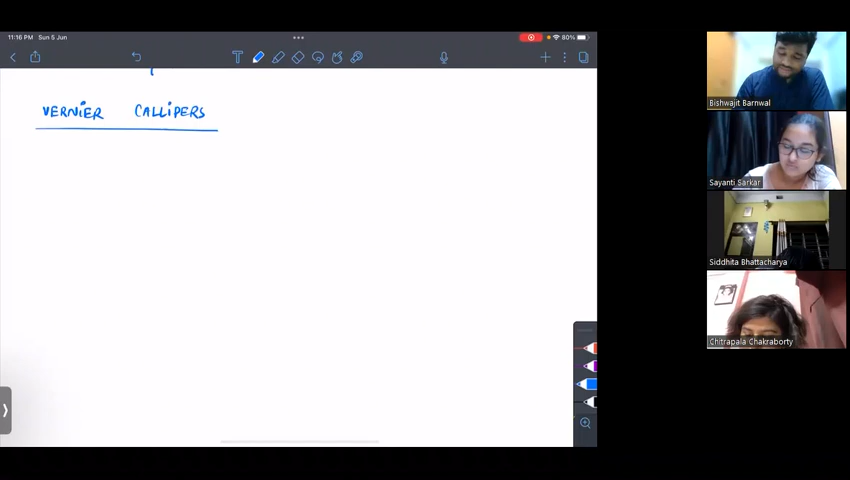 11:16 PM Sun 5 Jun
80%
T
VERNIER CALLIPERS
Bishwajit Barnwal
Sayanti Sarkar
Siddhita Bhattacharya
Chitrapala Chakraborty